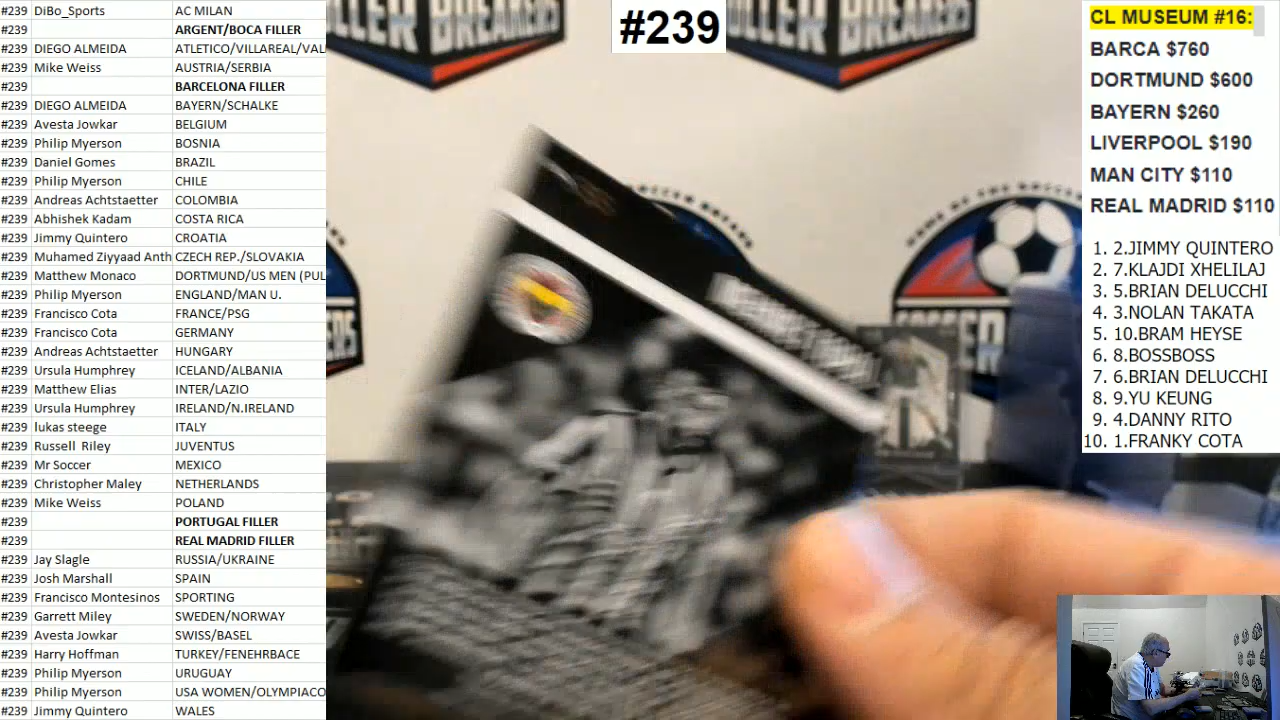 #239 DiBo_Sports AC MILAN
#239 ARGENT/BOCA FILLER
#239 DIEGO ALMEIDA ATLETICO/VILLAREAL/VAL
#239 Mike Weiss AUSTRIA/SERBIA
#239 BARCELONA FILLER
#239 DIEGO ALMEIDA BAYERN/SCHALKE
#239 Avesta Jowkar BELGIUM
#239 Philip Myerson BOSNIA
#239 Daniel Gomes BRAZIL
#239 Philip Myerson CHILE
#239 Andreas Achtstaetter COLOMBIA
#239 Abhishek Kadam COSTA RICA
#239 Jimmy Quintero CROATIA
#239 Muhamed Ziyyaad Anth CZECH REP./SLOVAKIA
#239 Matthew Monaco DORTMUND/US MEN (PUL
#239 Philip Myerson ENGLAND/MAN U.
#239 Francisco Cota FRANCE/PSG
#239 Francisco Cota GERMANY
#239 Andreas Achtstaetter HUNGARY
#239 Ursula Humphrey ICELAND/ALBANIA
#239 Matthew Elias INTER/LAZIO
#239 Ursula Humphrey IRELAND/N.IRELAND
#239 lukas steege ITALY
#239 Russell Riley JUVENTUS
#239 Mr Soccer MEXICO
#239 Christopher Maley NETHERLANDS
#239 Mike Weiss POLAND
#239 PORTUGAL FILLER
#239 REAL MADRID FILLER
#239 Jay Slagle RUSSIA/UKRAINE
#239 Josh Marshall SPAIN
#239 Francisco Montesinos SPORTING
#239 Garrett Miley SWEDEN/NORWAY
#239 Avesta Jowkar SWISS/BASEL
#239 Harry Hoffman TURKEY/FENEHRBACE
#239 Philip Myerson URUGUAY
#239 Philip Myerson USA WOMEN/OLYMPIACO
#239 Jimmy Quintero WALES
#239
BREAKERS
CL MUSEUM #16:
BARCA $760
DORTMUND $600
BAYERN $260
LIVERPOOL $190
MAN CITY $110
REAL MADRID $110
1. 2.JIMMY QUINTERO
2. 7.KLAJDI XHELILAJ
3. 5.BRIAN DELUCCHI
4. 3.NOLAN TAKATA
5. 10.BRAM HEYSE
6. 8.BOSSBOSS
7. 6.BRIAN DELUCCHI
8. 9.YU KEUNG
9. 4.DANNY RITO
10. 1.FRANKY COTA